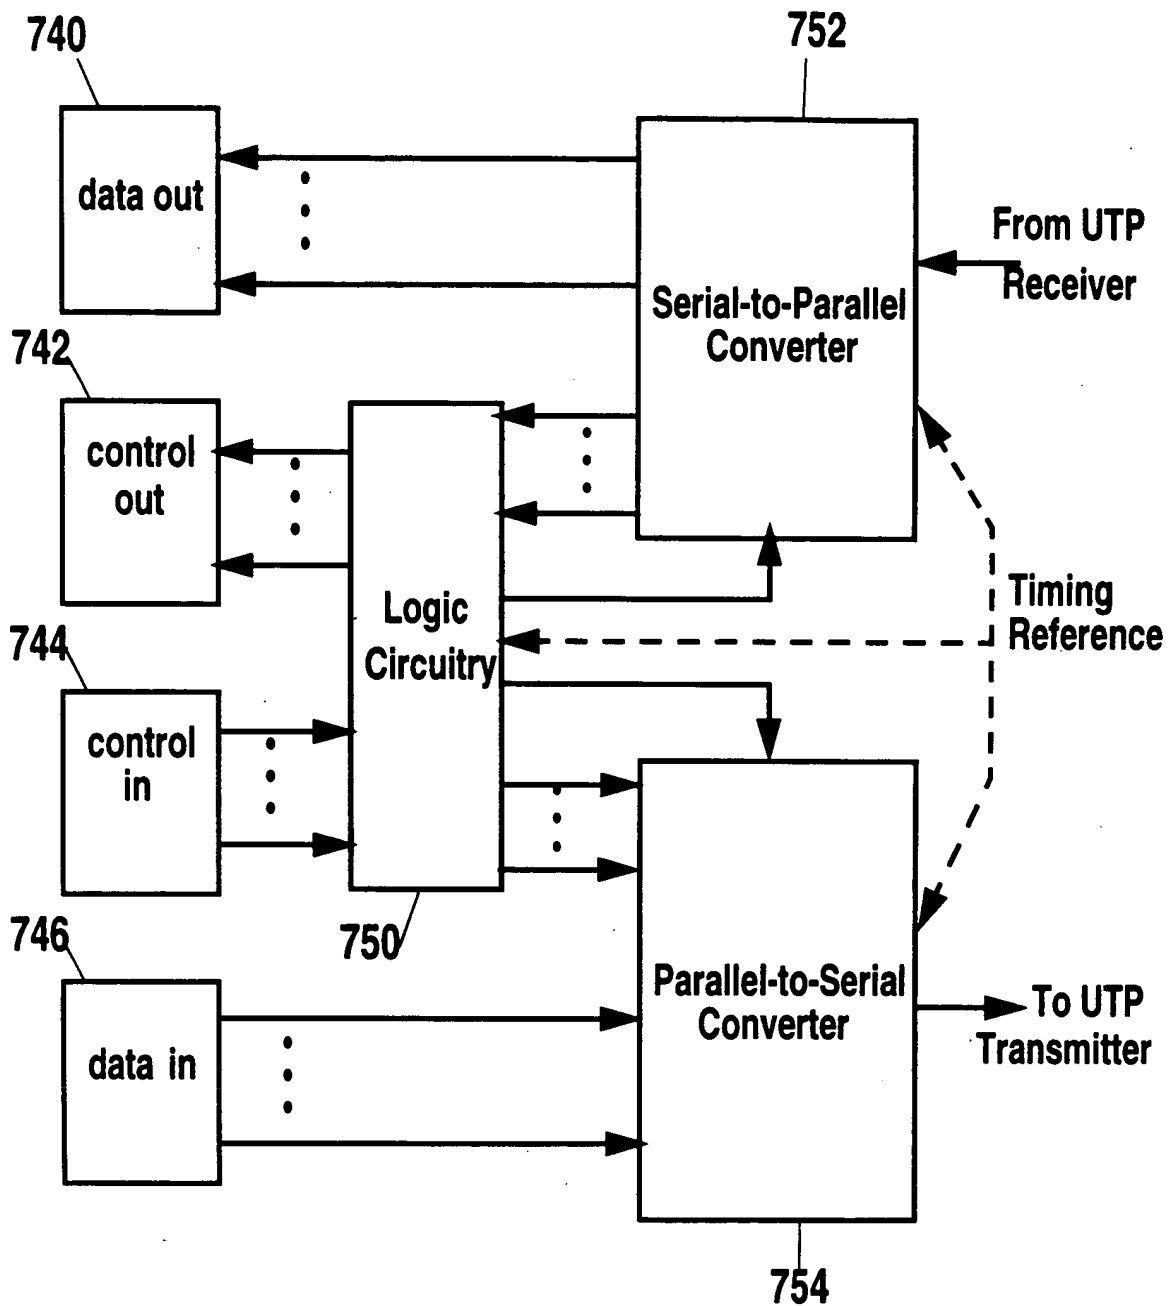 740
752
data out
From UTP
Receiver
Serial-to-Parallel
Converter
742
control
out
Logic
Circuitry
Timing
Reference
744
control
in
746
750
data in
Parallel-to-Serial
Converter
To UTP
Transmitter
754